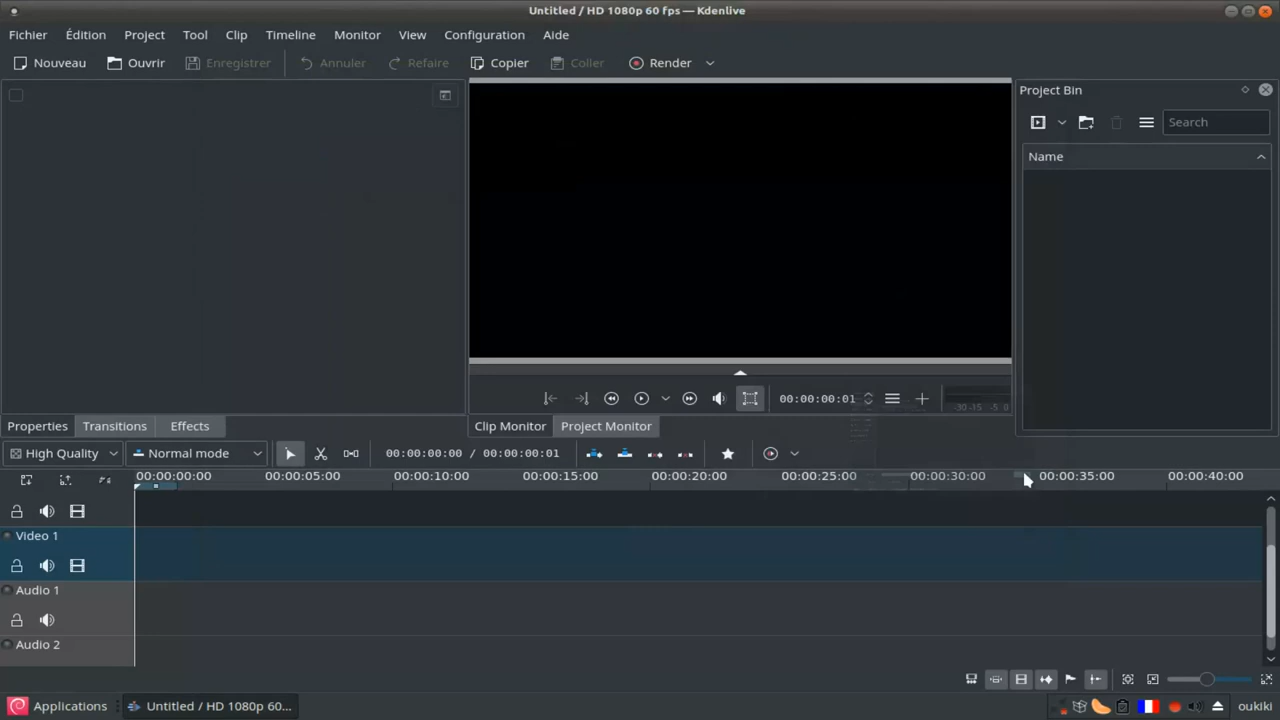 Untitled / HD 1080p 60 fps — Kdenlive
Fichier Édition Project Tool Clip Timeline Monitor View Configuration Aide
Nouveau Ouvrir Enregistrer Annuler Refaire Copier Coller Render
Project Bin
Search
Name
00:00:00:01
-30 -15 -5 0
Properties Transitions Effects Clip Monitor Project Monitor
High Quality Normal mode 00:00:00:00 / 00:00:00:01
00:00:00:00 00:00:05:00 00:00:10:00 00:00:15:00 00:00:20:00 00:00:25:00 00:00:30:00 00:00:35:00 00:00:40:00
Video 1
Audio 1
Audio 2
Applications Untitled / HD 1080p 60... oukiki